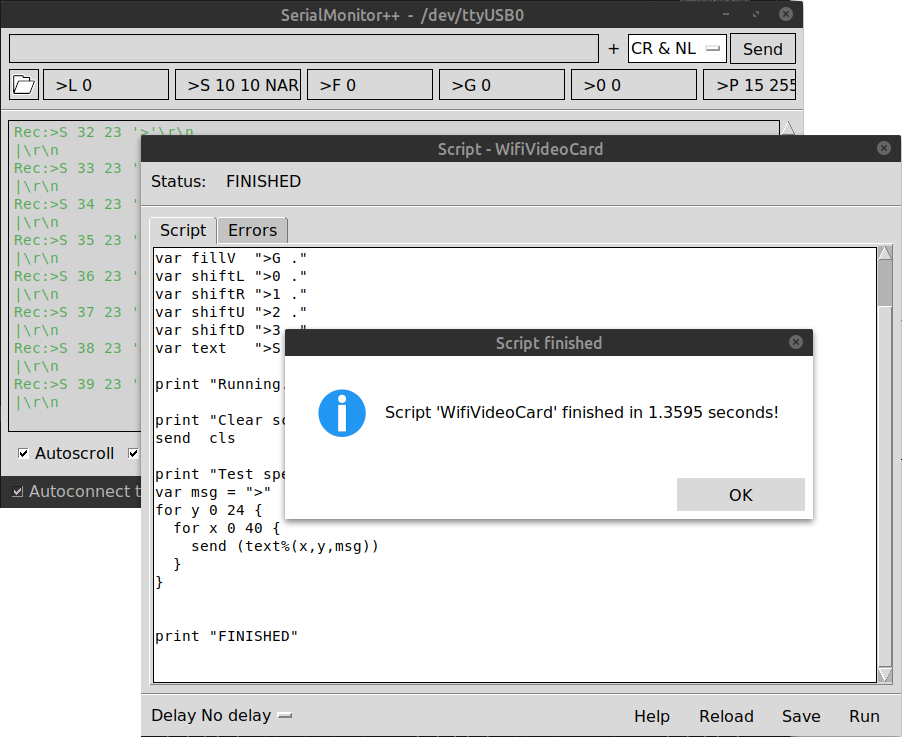 SerialMonitor++ - /dev/ttyUSB0
+ CR & NL Send
>L 0 >S 10 10 NAR >F 0 >G 0 >0 0 >P 15 255
Rec:>S 32 23 '>'\r\n
|\r\n
Rec:>S 33 23 '
|\r\n
Rec:>S 34 23 '
|\r\n
Rec:>S 35 23 '
|\r\n
Rec:>S 36 23 '
|\r\n
Rec:>S 37 23 '
|\r\n
Rec:>S 38 23 '
|\r\n
Rec:>S 39 23 '
|\r\n
Autoscroll
Autoconnect t
Script - WifiVideoCard
Status: FINISHED
Script Errors
var fillV  ">G ."
var shiftL ">0 ."
var shiftR ">1 ."
var shiftU ">2 ."
var shiftD ">3 ."
var text   ">S
print "Running.
print "Clear sc
send  cls
print "Test spe
var msg = ">"
for y 0 24 {
  for x 0 40 {
    send (text%(x,y,msg))
  }
}
print "FINISHED"
Script finished
Script 'WifiVideoCard' finished in 1.3595 seconds!
OK
Delay No delay Help Reload Save Run